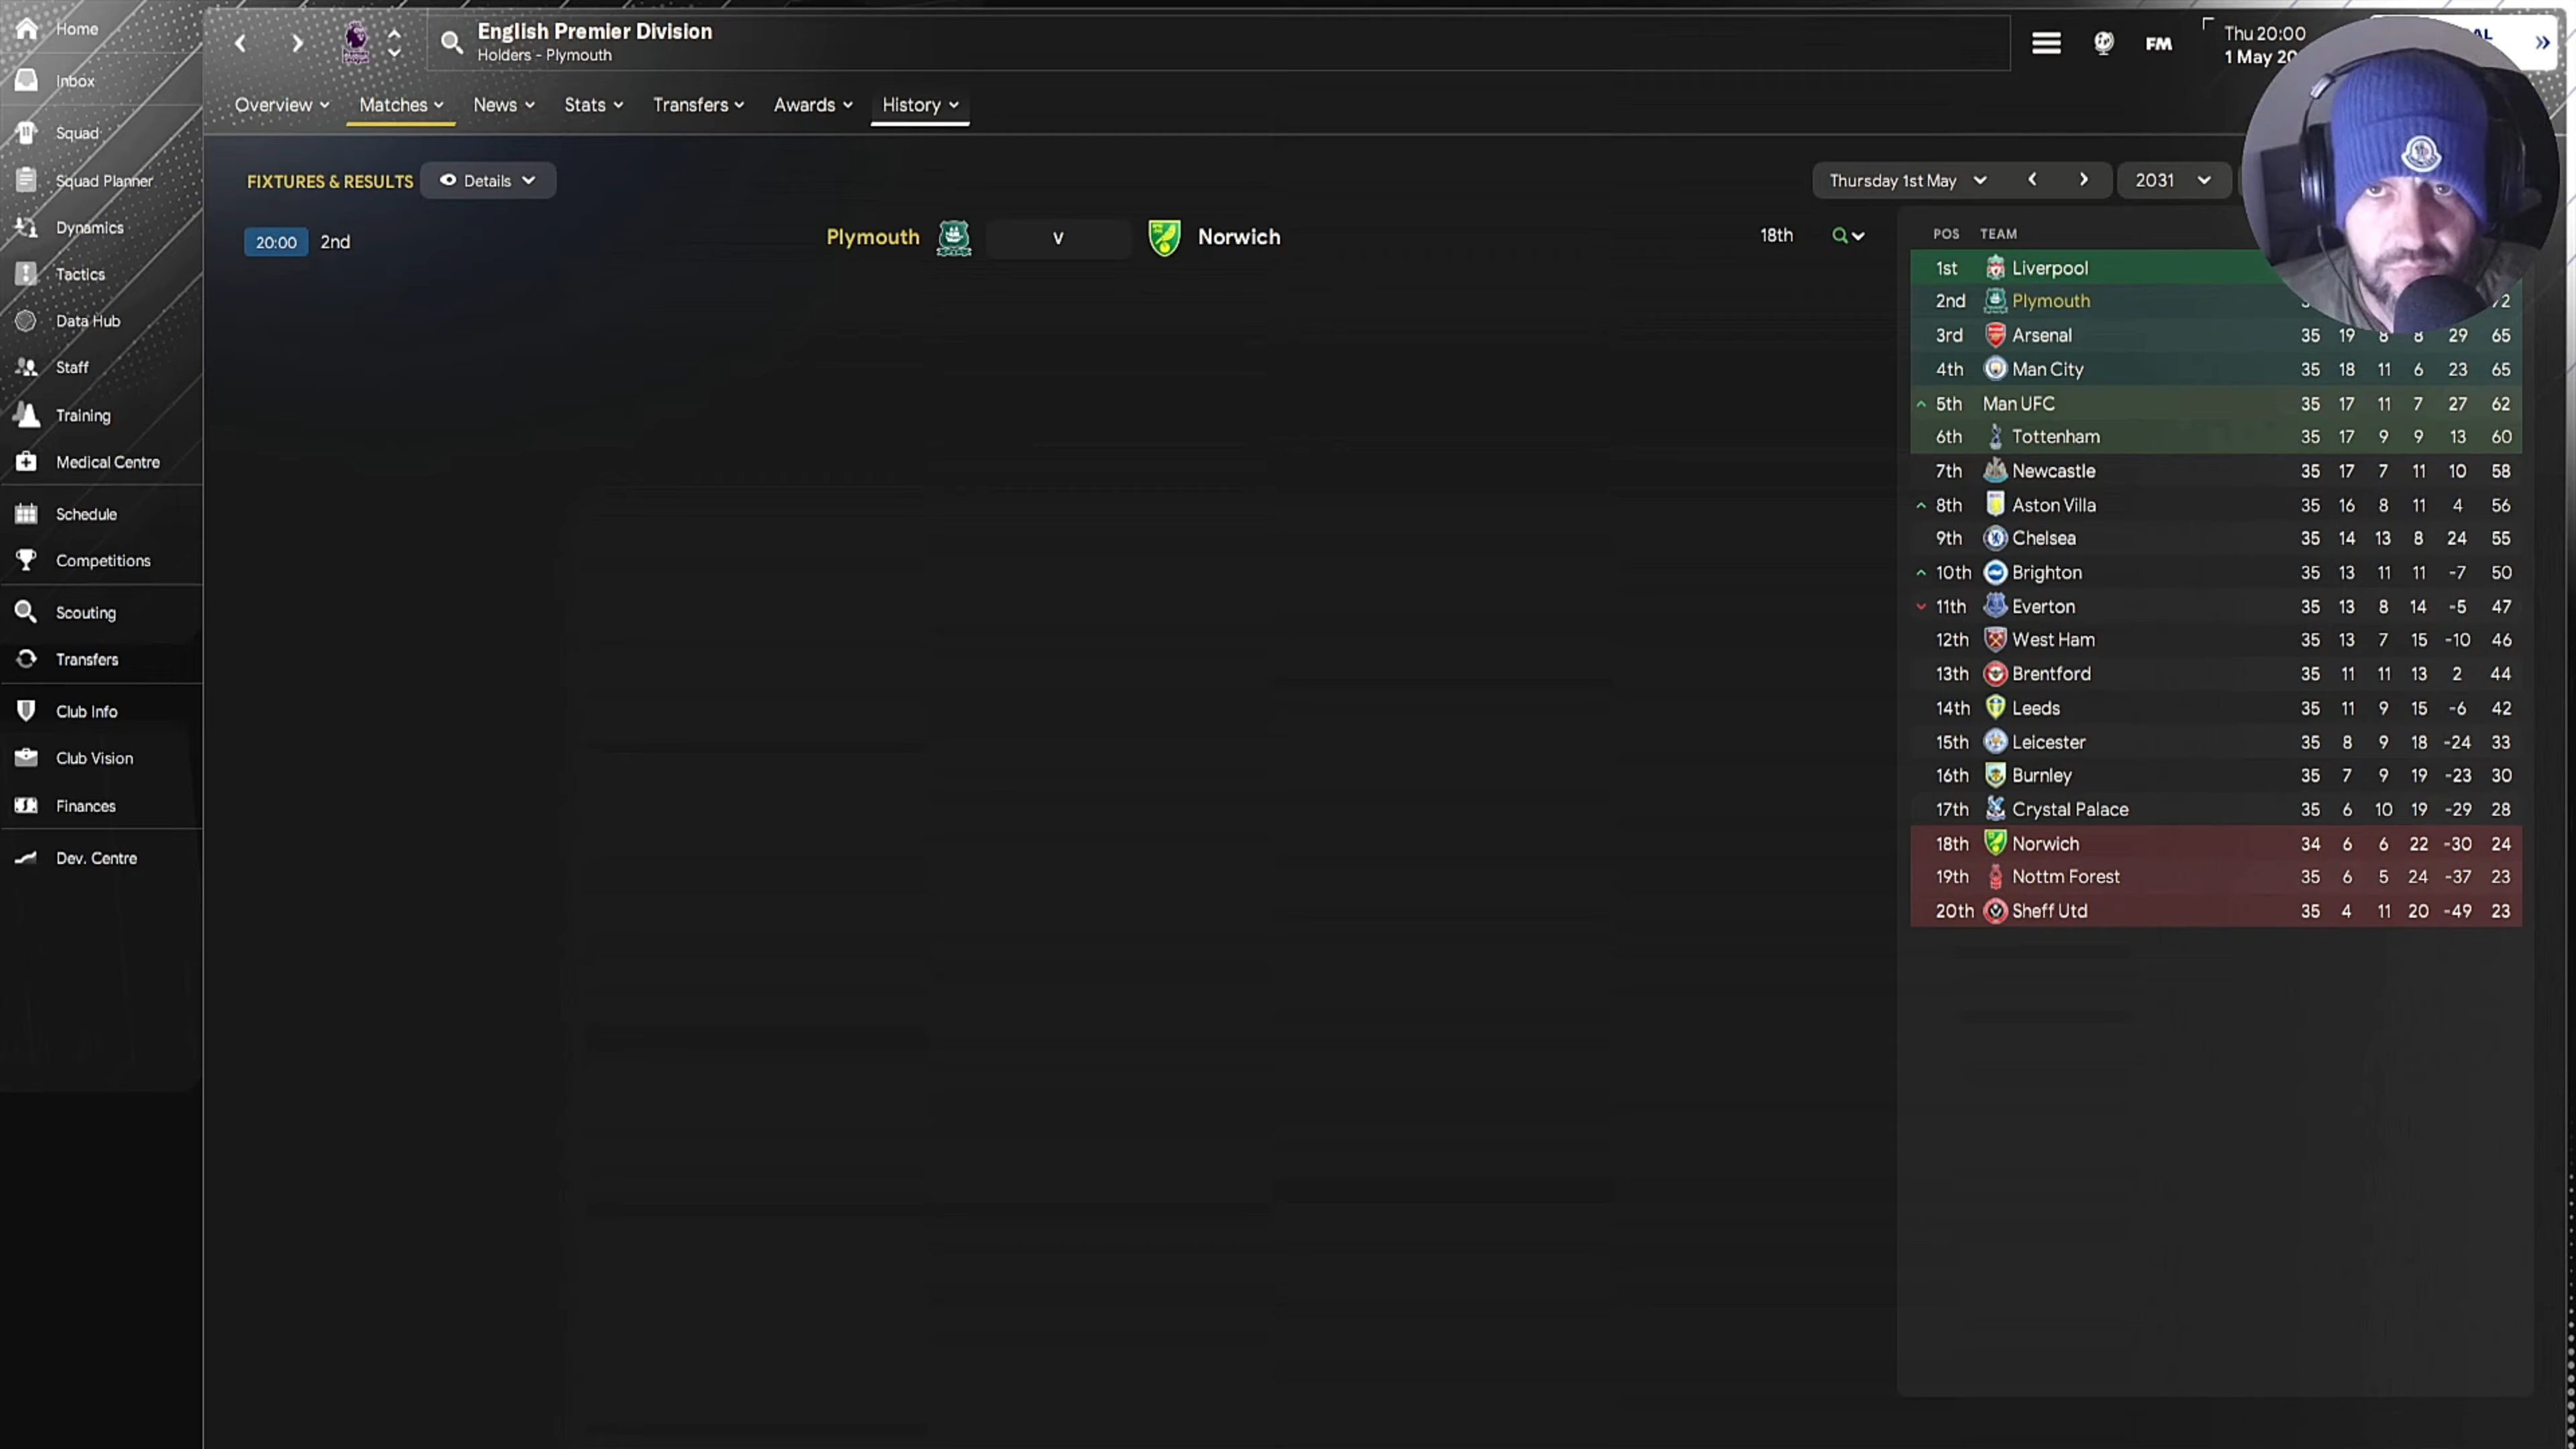 Home
Inbox
Squad
Squad Planner
Dynamics
Tactics
Data Hub
Staff
Training
Medical Centre
Schedule
Competitions
Scouting
Transfers
Club Info
Club Vision
Finances
Dev. Centre
English Premier Division
Holders - Plymouth
FM
Thu 20:00
1 May
Overview Matches News Stats Transfers Awards History
FIXTURES & RESULTS Details
Thursday 1st May 2031
20:00 2nd Plymouth v Norwich 18th
POS TEAM
1st Liverpool
2nd Plymouth
3rd Arsenal 35 19 8 8 29 65
4th Man City 35 18 11 6 23 65
5th Man UFC 35 17 11 7 27 62
6th Tottenham 35 17 9 9 13 60
7th Newcastle 35 17 7 11 10 58
8th Aston Villa 35 16 8 11 4 56
9th Chelsea 35 14 13 8 24 55
10th Brighton 35 13 11 11 -7 50
11th Everton 35 13 8 14 -5 47
12th West Ham 35 13 7 15 -10 46
13th Brentford 35 11 11 13 2 44
14th Leeds 35 11 9 15 -6 42
15th Leicester 35 8 9 18 -24 33
16th Burnley 35 7 9 19 -23 30
17th Crystal Palace 35 6 10 19 -29 28
18th Norwich 34 6 6 22 -30 24
19th Nottm Forest 35 6 5 24 -37 23
20th Sheff Utd 35 4 11 20 -49 23